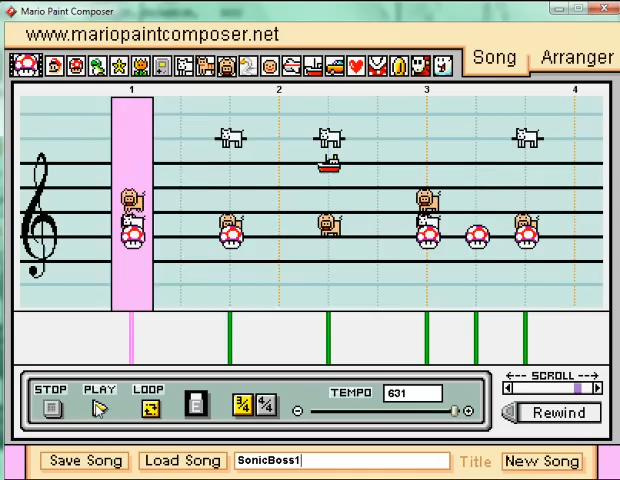 Mario Paint Composer
www.mariopaintcomposer.net
Song
Arranger
1 2 3 4
STOP PLAY LOOP
3/4 4/4
TEMPO 631
<--- SCROLL --->
Rewind
Save Song
Load Song
SonicBoss1
Title
New Song